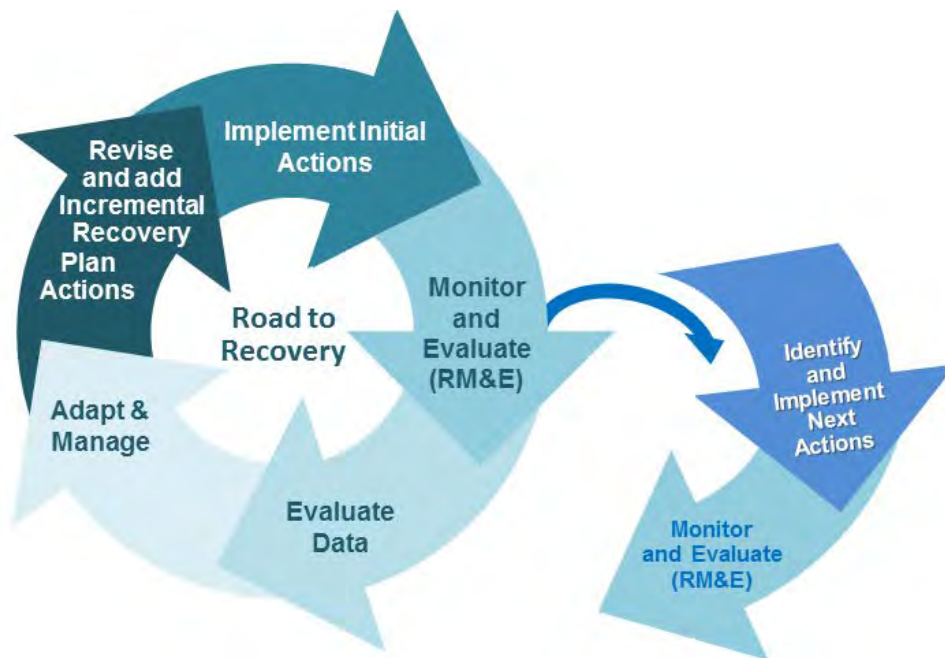 Implement Initial
Actions
Revise
and add
Incremental
Recovery
Plan
Actions
Road to
Recovery
Monitor
and
Evaluate
(RM&E)
Adapt &
Manage
Evaluate
Data
Identify
and
Implement
Next
Actions
Monitor
and Evaluate
(RM&E)